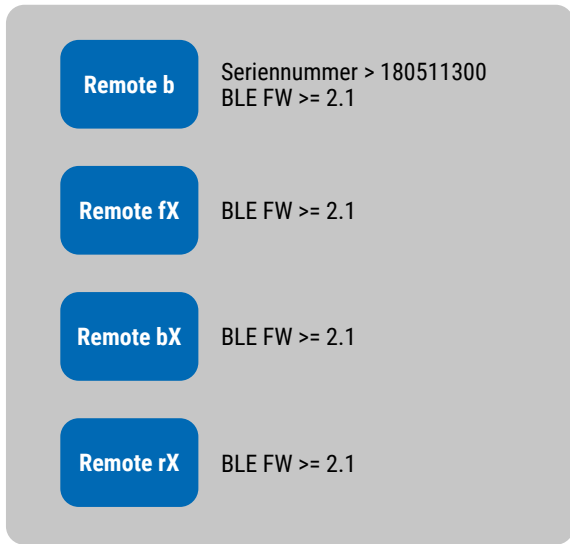 Remote b
Seriennummer > 180511300
BLE FW >= 2.1
Remote fX
BLE FW >= 2.1
Remote bX
BLE FW >= 2.1
Remote rX
BLE FW >= 2.1